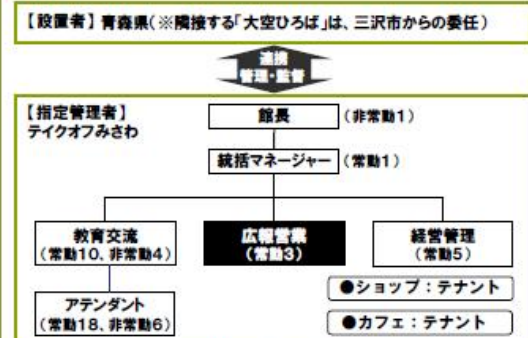 【設置者】青森県(※隣接する「大空ひろば」は、三沢市からの委任)
連携
管理・監督
【指定管理者】
テイクオフみさわ
館長
(非常勤1)
統括マネージャー
(常勤1)
教育交流
(常勤10、非常勤4)
広報営業
(常勤3)
経営管理
(常勤5)
アテンダント
(常勤18、非常勤6)
●ショップ:テナント
●カフェ:テナント